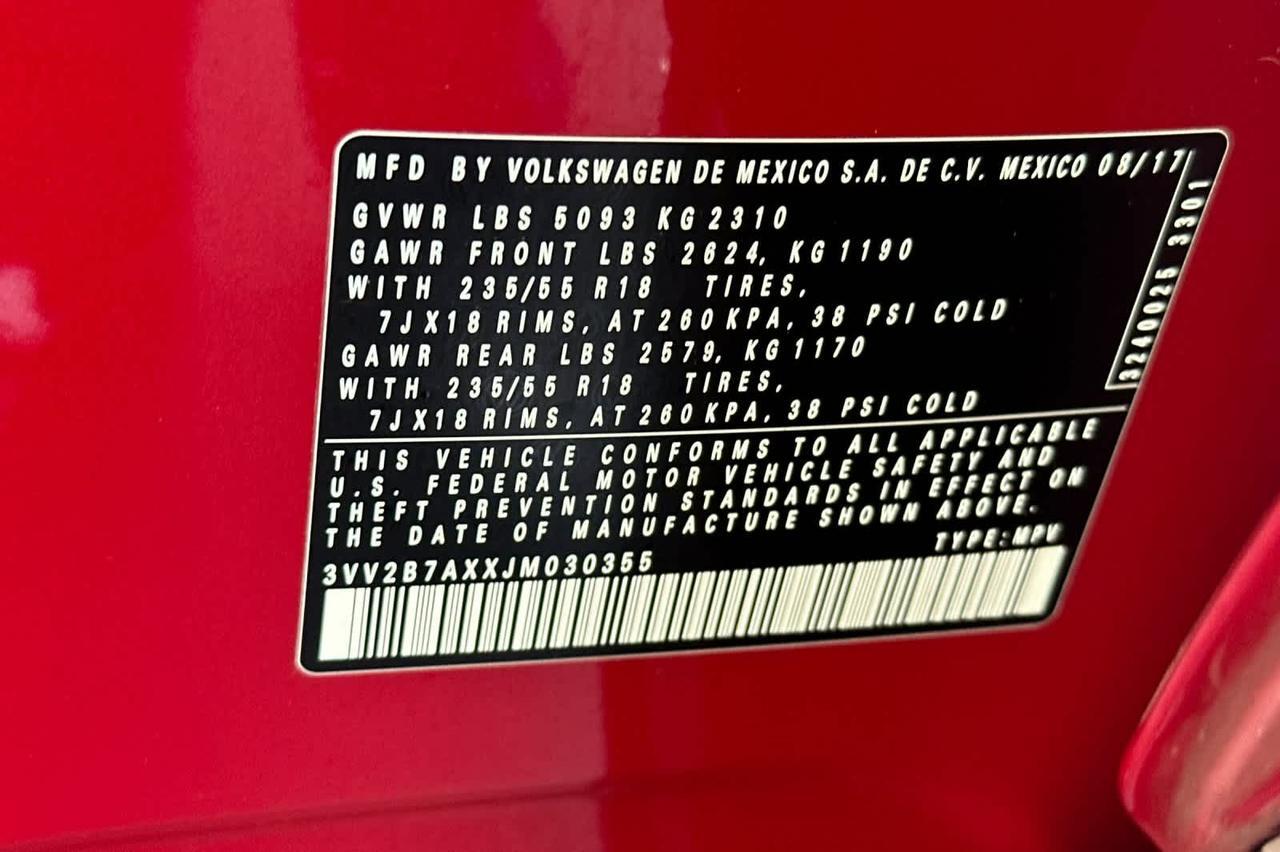 MFD BY VOLKSWAGEN DE MEXICO S.A. DE C.V. MEXICO 08/17
GVWR LBS 5093 KG 2310
GAWR FRONT LBS 2624, KG 1190
WITH 235/55 R18 TIRES,
7JX18 RIMS, AT 260 KPA, 38 PSI COLD
GAWR REAR LBS 2579, KG 1170
WITH 235/55 R18 TIRES,
7JX18 RIMS, AT 260 KPA, 38 PSI COLD
3240025 3301
THIS VEHICLE CONFORMS TO ALL APPLICABLE
U.S. FEDERAL MOTOR VEHICLE SAFETY AND
THEFT PREVENTION STANDARDS IN EFFECT ON
THE DATE OF MANUFACTURE SHOWN ABOVE.
TYPE:MPV
3VV2B7AXXJM030355